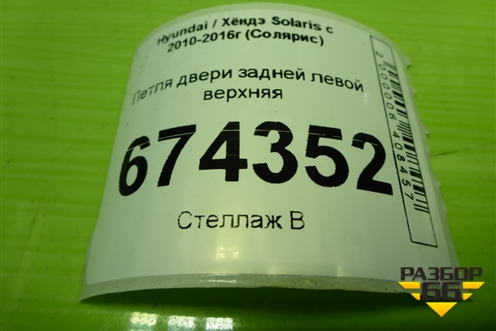 Hyundai / Хёндэ Solaris с
2010-2016г (Солярис)
Петля двери задней левой
верхняя
674352
Стеллаж В
2000006408457
РАЗБОР
66